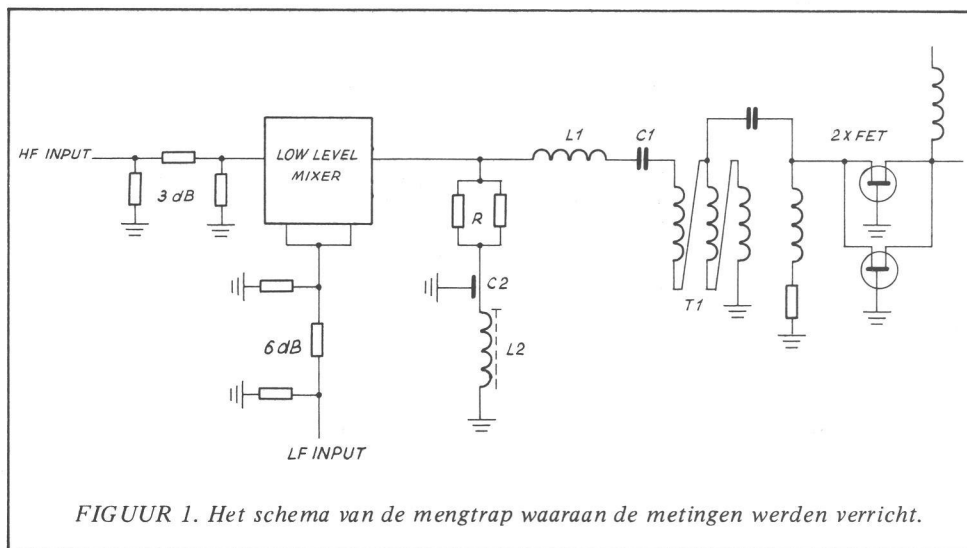 HF INPUT
3 dB
LOW LEVEL
MIXER
6 dB
LF INPUT
R
C2
L2
L1
C1
T1
2X FET
FIGUUR 1. Het schema van de mengtrap waaraan de metingen werden verricht.